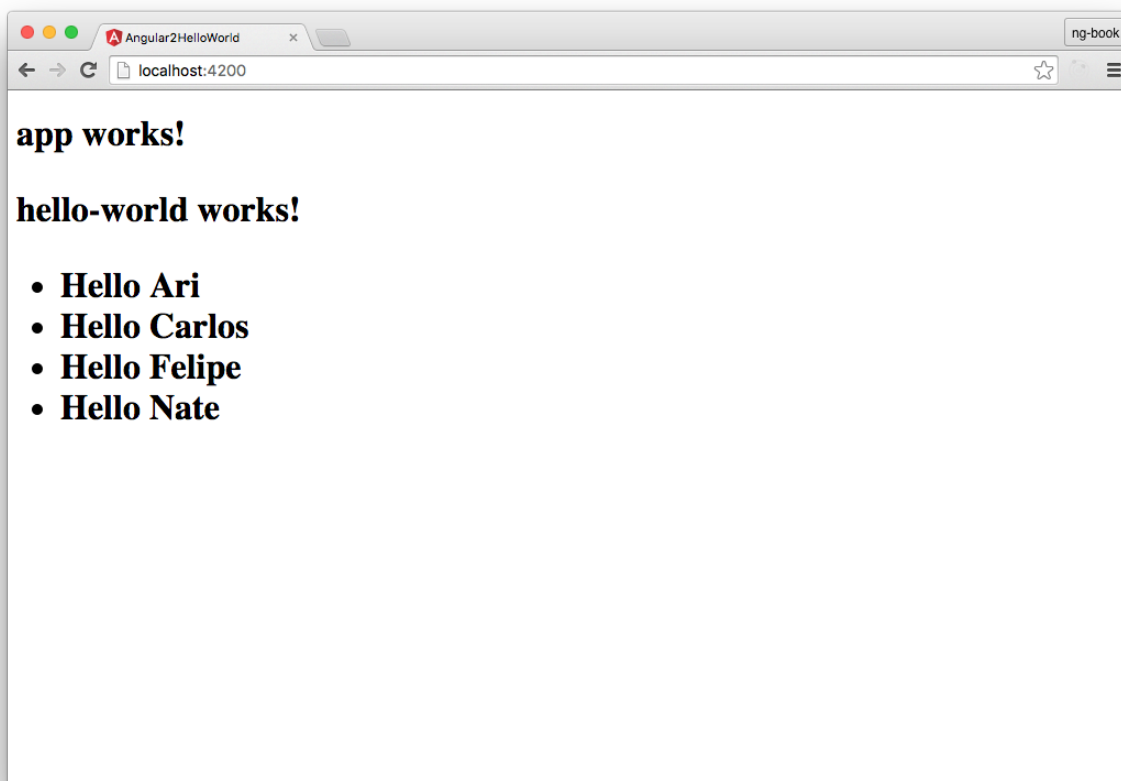 Angular2HelloWorld
ng-book
localhost:4200
app works!
hello-world works!
Hello Ari
Hello Carlos
Hello Felipe
Hello Nate